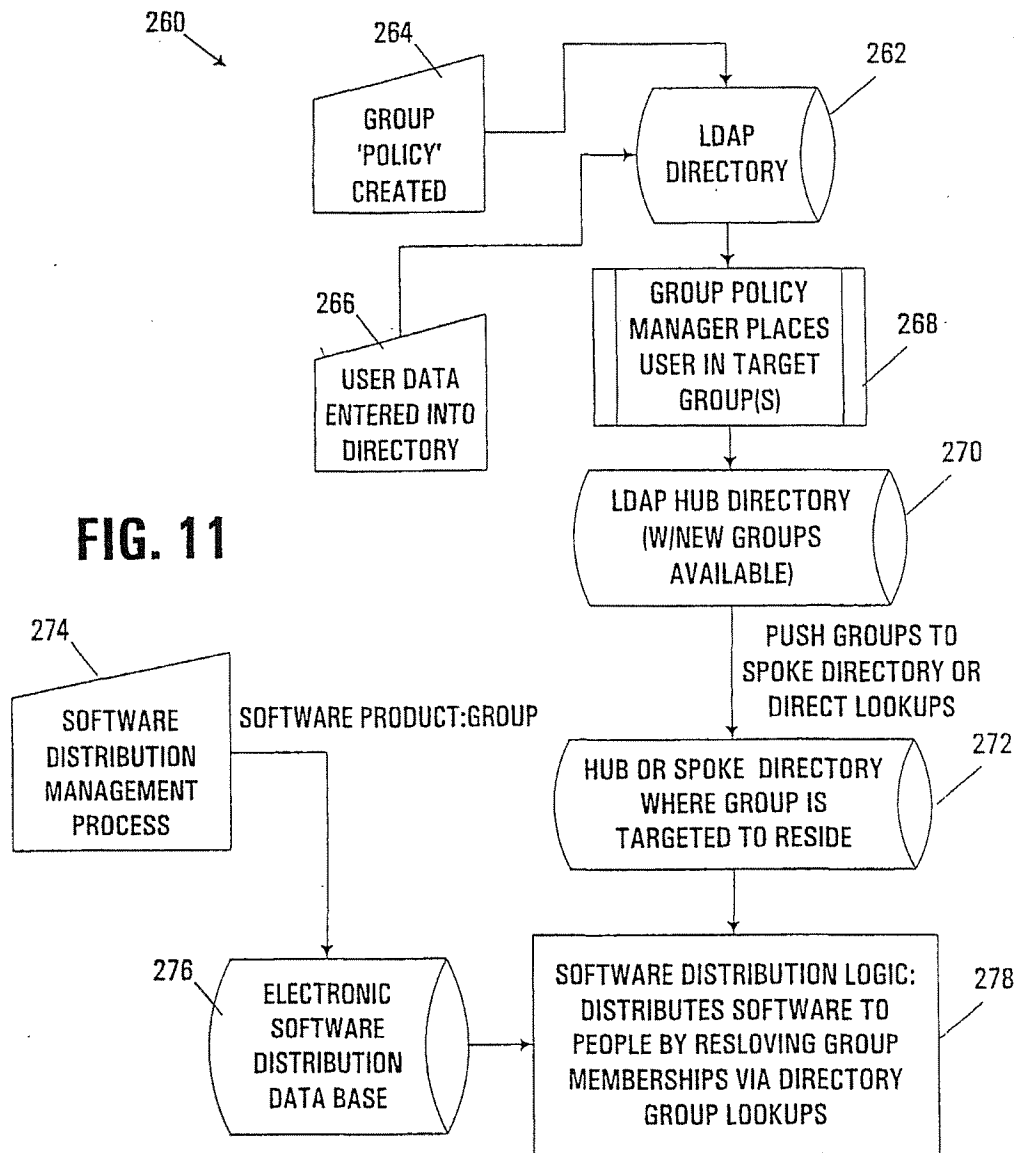 260
264
GROUP
'POLICY'
CREATED
262
LDAP
DIRECTORY
266
USER DATA
ENTERED INTO
DIRECTORY
GROUP POLICY
MANAGER PLACES
USER IN TARGET
GROUP(S)
268
270
LDAP HUB DIRECTORY
(W/NEW GROUPS
AVAILABLE)
FIG. 11
PUSH GROUPS TO
SPOKE DIRECTORY OR
DIRECT LOOKUPS
274
SOFTWARE
DISTRIBUTION
MANAGEMENT
PROCESS
SOFTWARE PRODUCT:GROUP
272
HUB OR SPOKE DIRECTORY
WHERE GROUP IS
TARGETED TO RESIDE
276
ELECTRONIC
SOFTWARE
DISTRIBUTION
DATA BASE
SOFTWARE DISTRIBUTION LOGIC:
DISTRIBUTES SOFTWARE TO
PEOPLE BY RESLOVING GROUP
MEMBERSHIPS VIA DIRECTORY
GROUP LOOKUPS
278